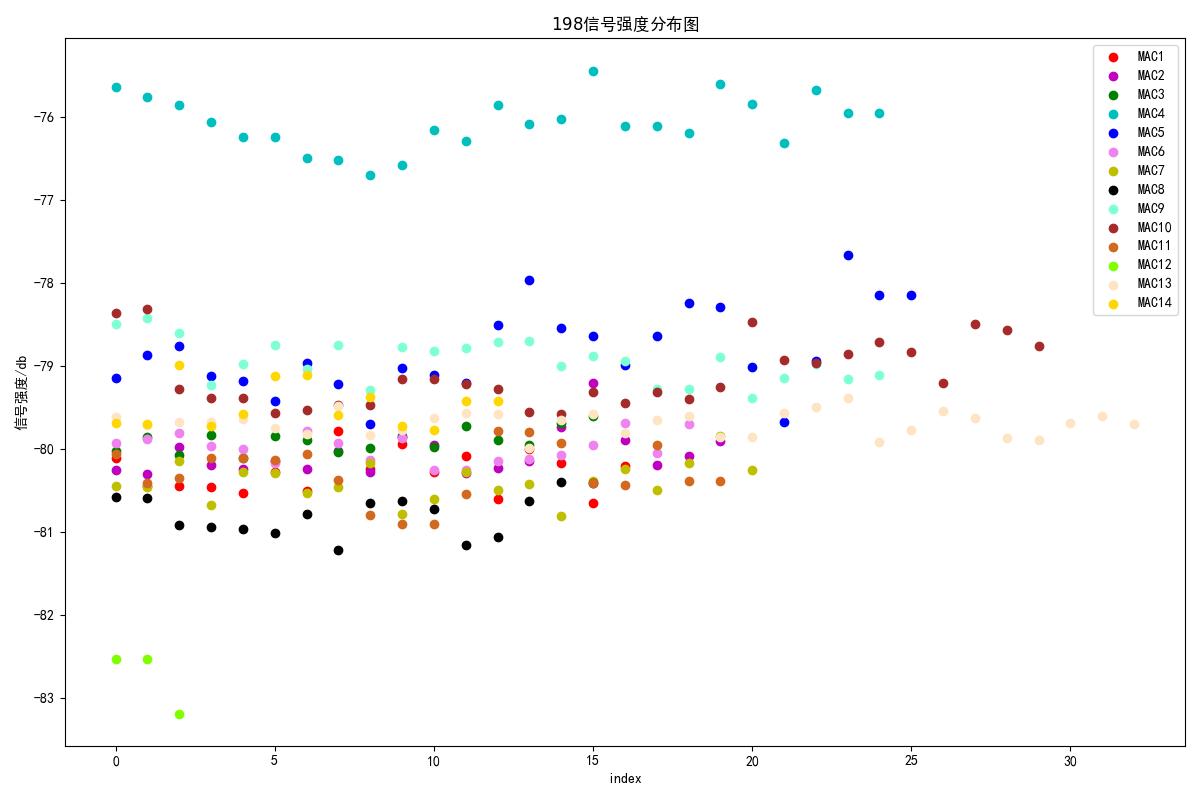 198信号强度分布图
MAC1
MAC2
MAC3
MAC4
MAC5
MAC6
MAC7
MAC8
MAC9
MAC10
MAC11
MAC12
MAC13
MAC14
信号强度/db
−76
−77
−78
−79
−80
−81
−82
−83
0 5 10 15 20 25 30
index